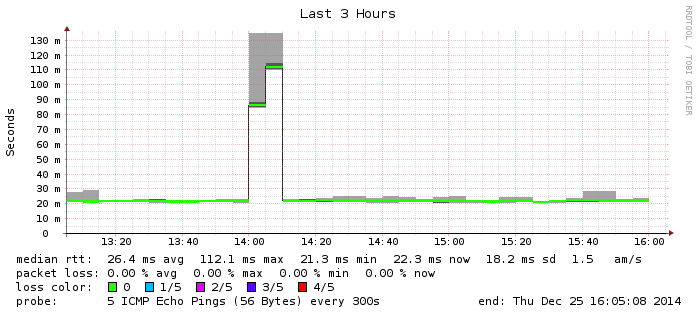 Last 3 Hours
RRDTOOL / TOBI OETIKER
Seconds
130 m
120 m
110 m
100 m
90 m
80 m
70 m
60 m
50 m
40 m
30 m
20 m
10 m
0
13:20 13:40 14:00 14:20 14:40 15:00 15:20 15:40 16:00
median rtt: 26.4 ms avg 112.1 ms max 21.3 ms min 22.3 ms now 18.2 ms sd 1.5 am/s
packet loss: 0.00 % avg 0.00 % max 0.00 % min 0.00 % now
loss color: 0 1/5 2/5 3/5 4/5
probe: 5 ICMP Echo Pings (56 Bytes) every 300s end: Thu Dec 25 16:05:08 2014